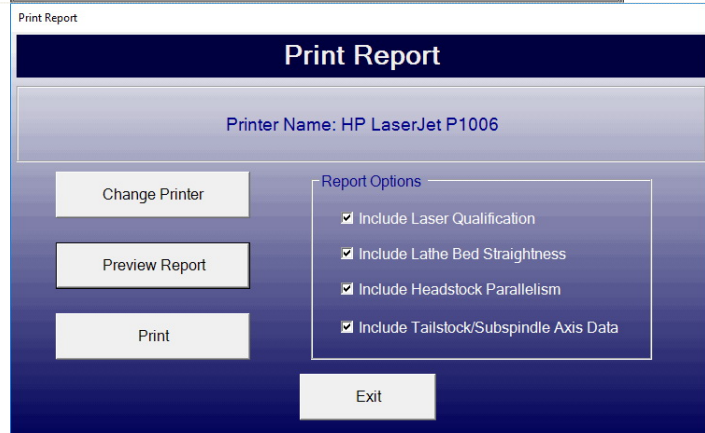 Print Report
Print Report
Printer Name: HP LaserJet P1006
Change Printer
Preview Report
Print
Report Options
Include Laser Qualification
Include Lathe Bed Straightness
Include Headstock Parallelism
Include Tailstock/Subspindle Axis Data
Exit